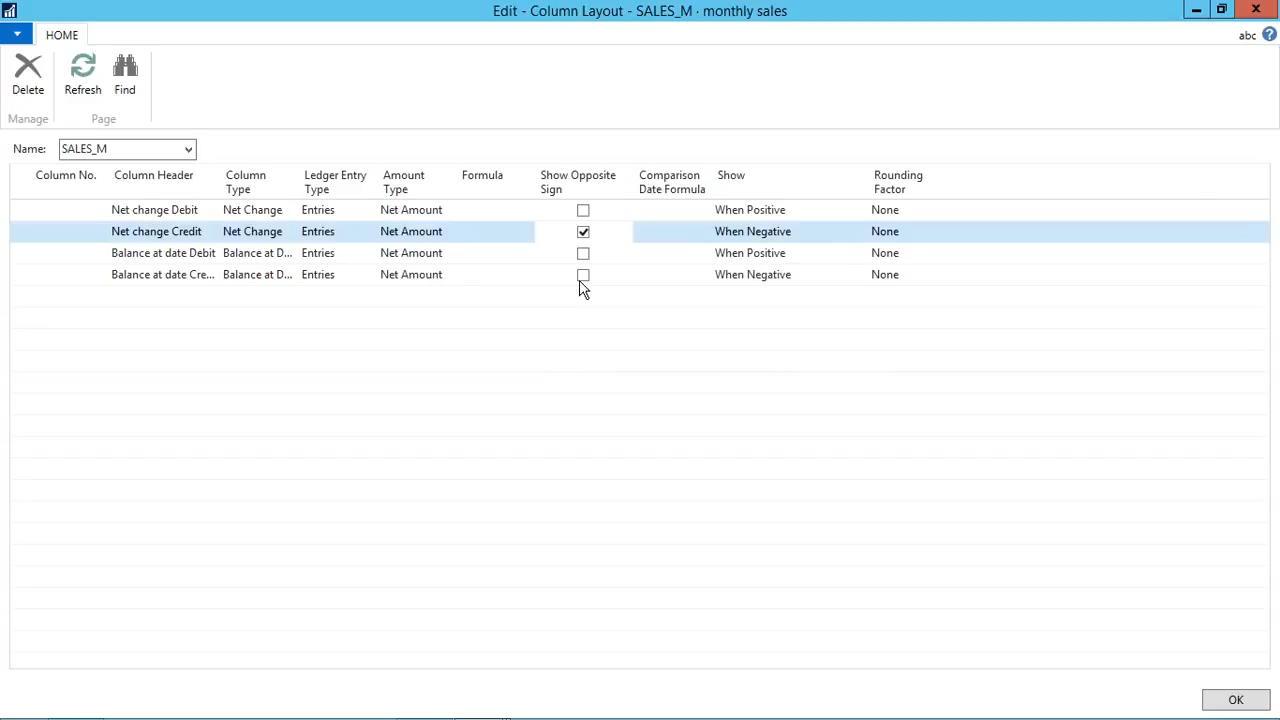 Edit - Column Layout - SALES_M · monthly sales
HOME
abc
Delete
Refresh
Find
Manage
Page
Name:
SALES_M
Column No.
Column Header
Column Type
Ledger Entry Type
Amount Type
Formula
Show Opposite Sign
Comparison Date Formula
Show
Rounding Factor
Net change Debit Net Change Entries Net Amount When Positive None
Net change Credit Net Change Entries Net Amount When Negative None
Balance at date Debit Balance at D... Entries Net Amount When Positive None
Balance at date Cre... Balance at D... Entries Net Amount When Negative None
OK